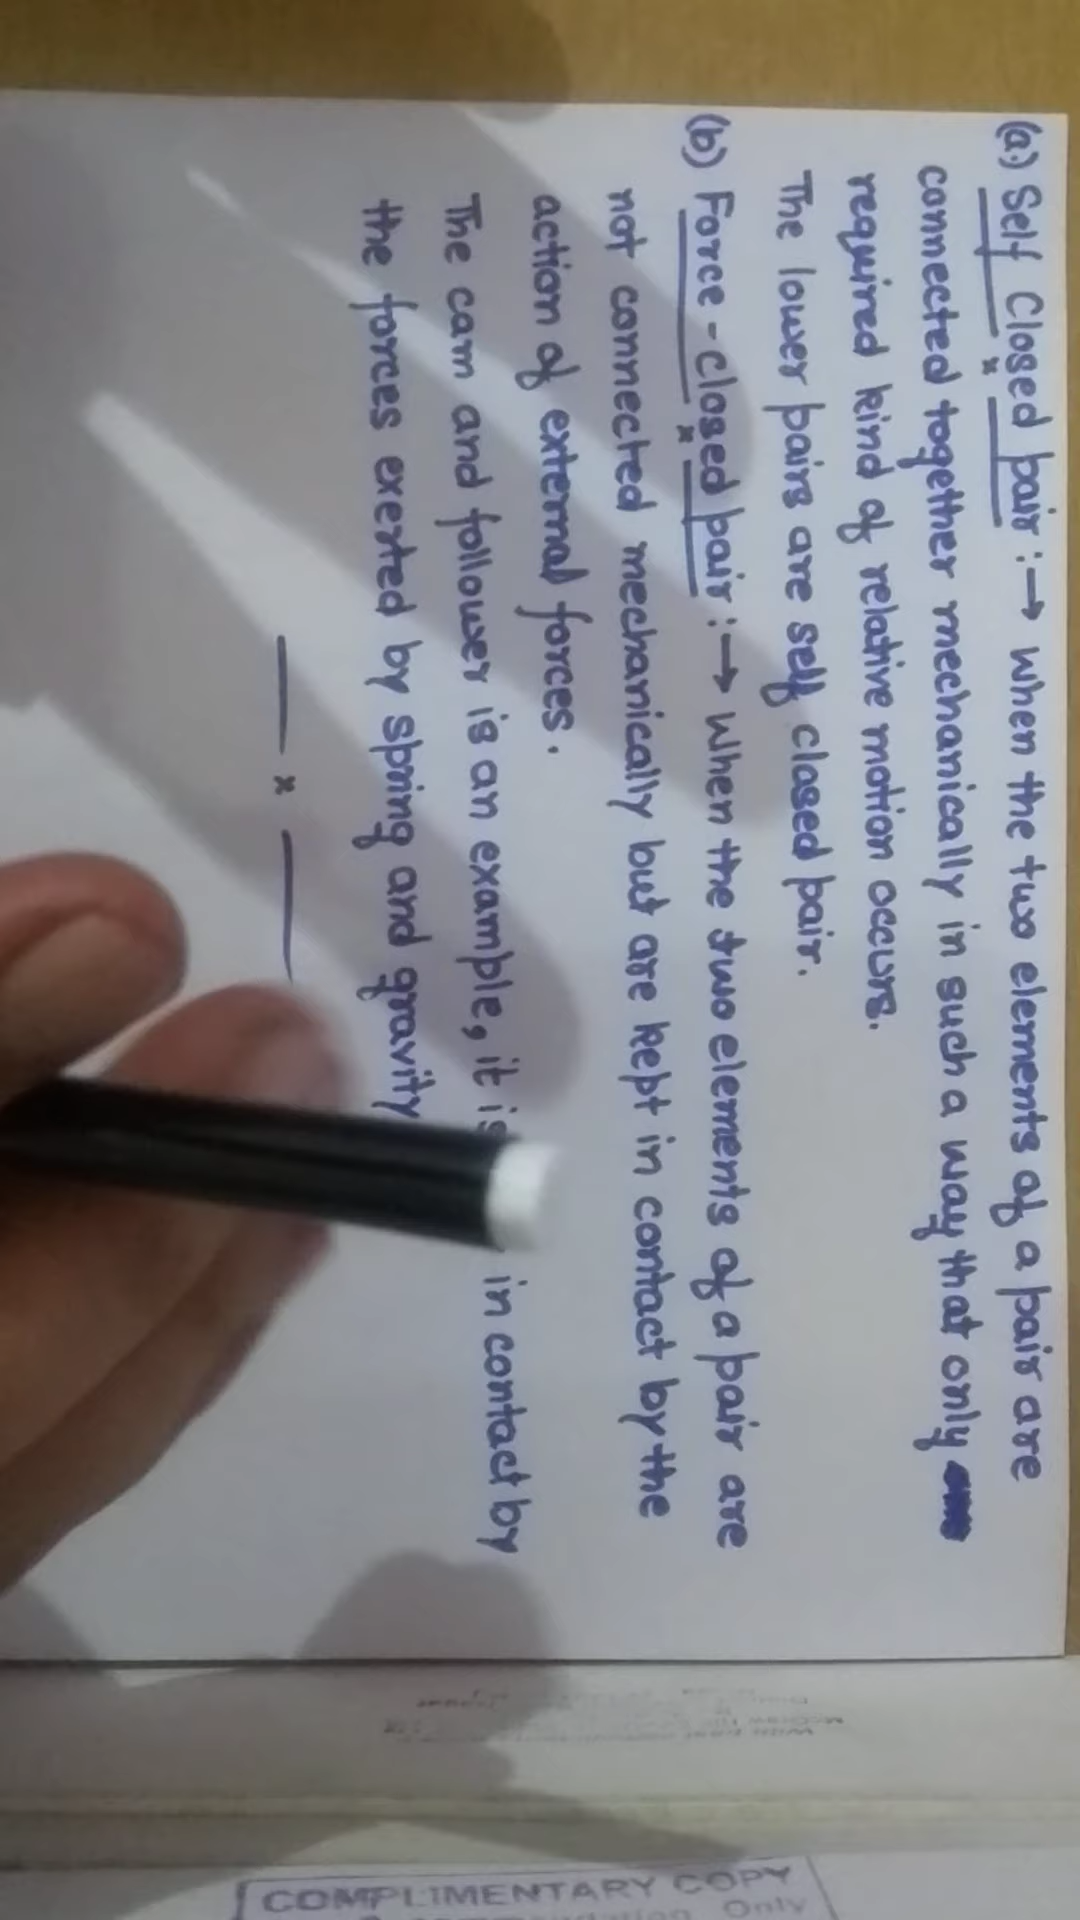 (a) Self Closed pair :→ when the two elements of a pair are
connected together mechanically in such a way that only
required kind of relative motion occurs.
The lower pairs are self closed pair.
(b) Force-closed pair :→ when the two elements of a pair are
not connected mechanically but are kept in contact by the
action of external forces.
The cam and follower is an example, it is in contact by
the forces exerted by spring and gravity
COMPLIMENTARY COPY
Only